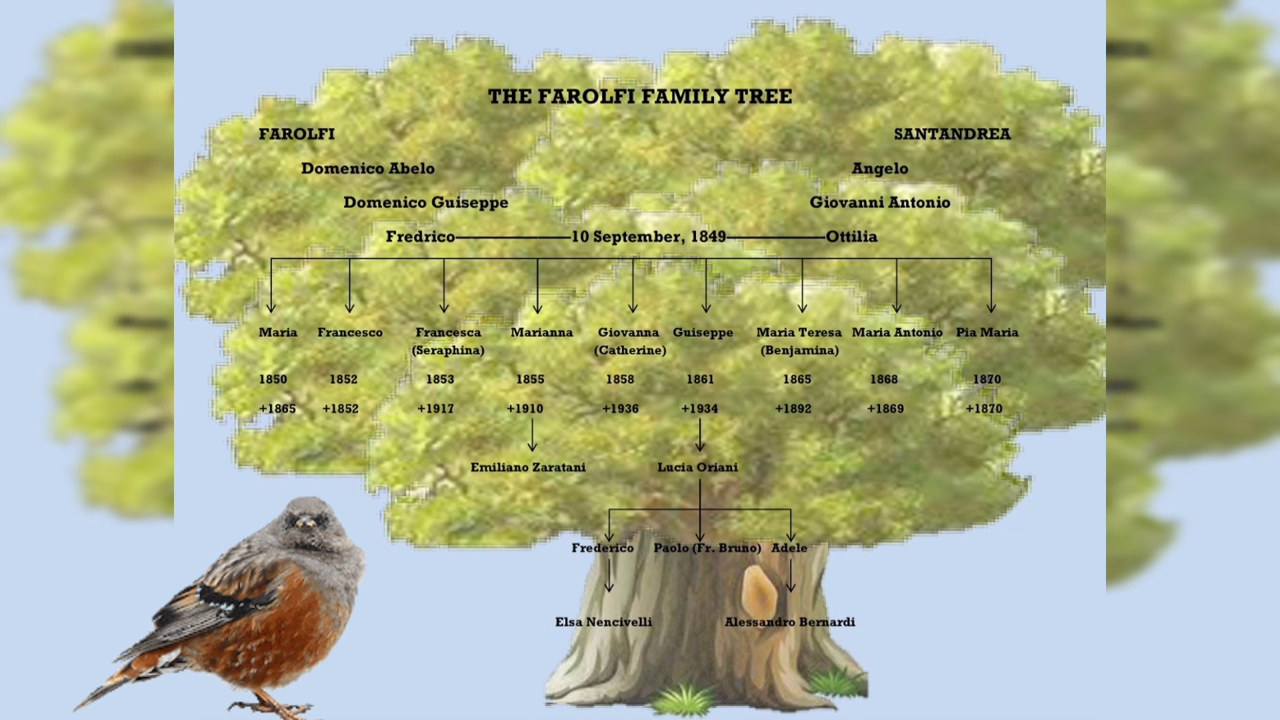 THE FAROLFI FAMILY TREE
FAROLFI SANTANDREA
Domenico Abelo Angelo
Domenico Guiseppe Giovanni Antonio
Fredrico 10 September, 1849 Ottilia
Maria Francesco Francesca Marianna Giovanna Guiseppe Maria Teresa Maria Antonio Pia Maria
(Seraphina) (Catherine) (Benjamina)
1850 1852 1853 1855 1858 1861 1865 1868 1870
+1865 +1852 +1917 +1910 +1936 +1934 +1892 +1869 +1870
Emiliano Zaratani Lucia Oriani
Frederico Paolo (Fr. Bruno) Adele
Elsa Nencivelli Alessandro Bernardi